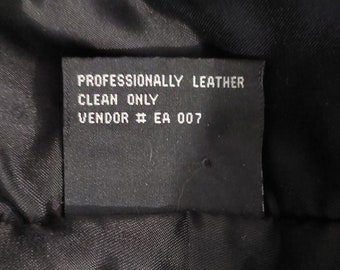 PROFESSIONALLY LEATHER
CLEAN ONLY
VENDOR # EA 007